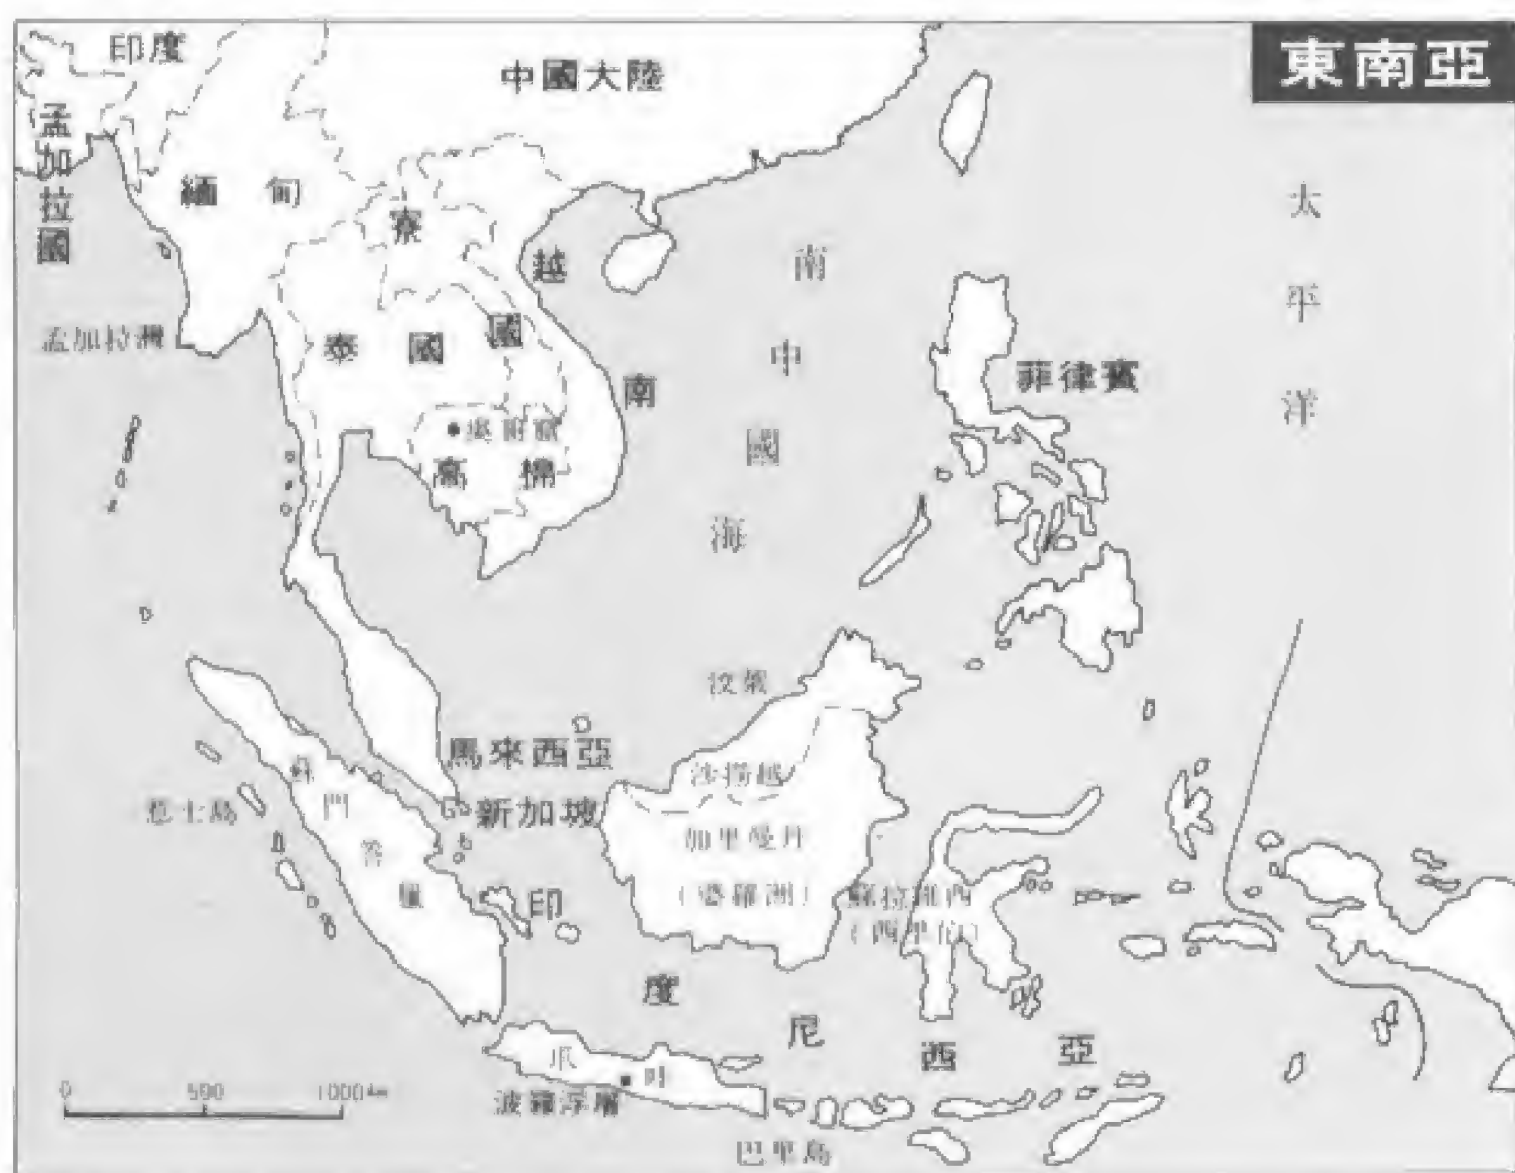 東南亞
印度
中國大陸
孟加拉國
緬甸
寮國
越南
泰國
高棉
孟加拉灣
南中國海
太平洋
菲律賓
汶萊
馬來西亞
新加坡
沙撈越
加里曼丹
(婆羅洲)
蘇門答臘
印度尼西亞
爪哇
波羅浮屠
巴里島
0 500 1000 km